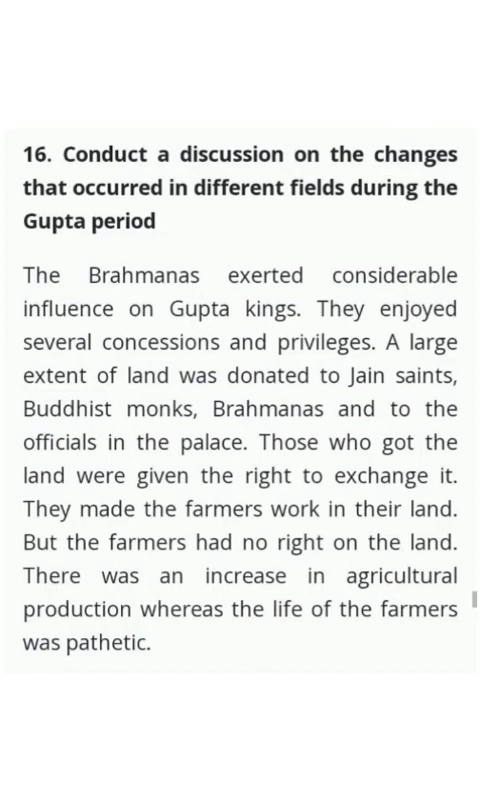 16. Conduct a discussion on the changes
that occurred in different fields during the
Gupta period
The Brahmanas exerted considerable
influence on Gupta kings. They enjoyed
several concessions and privileges. A large
extent of land was donated to Jain saints,
Buddhist monks, Brahmanas and to the
officials in the palace. Those who got the
land were given the right to exchange it.
They made the farmers work in their land.
But the farmers had no right on the land.
There was an increase in agricultural
production whereas the life of the farmers
was pathetic.